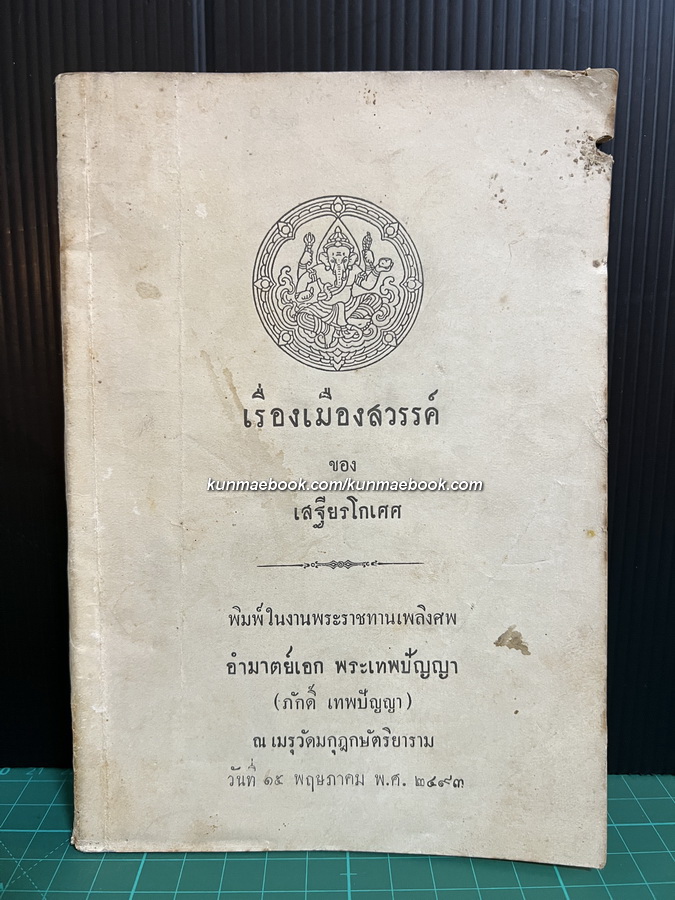 เรื่องเมืองสวรรค์
ของ
kunmaebook.com/kunmaebook.com
เสฐียรโกเศศ
พิมพ์ในงานพระราชทานเพลิงศพ
อำมาตย์เอก พระเทพปัญญา
(ภักดิ์ เทพปัญญา)
ณ เมรุวัดมกุฎกษัตริยาราม
วันที่ ๑๕ พฤษภาคม พ.ศ. ๒๔๙๓